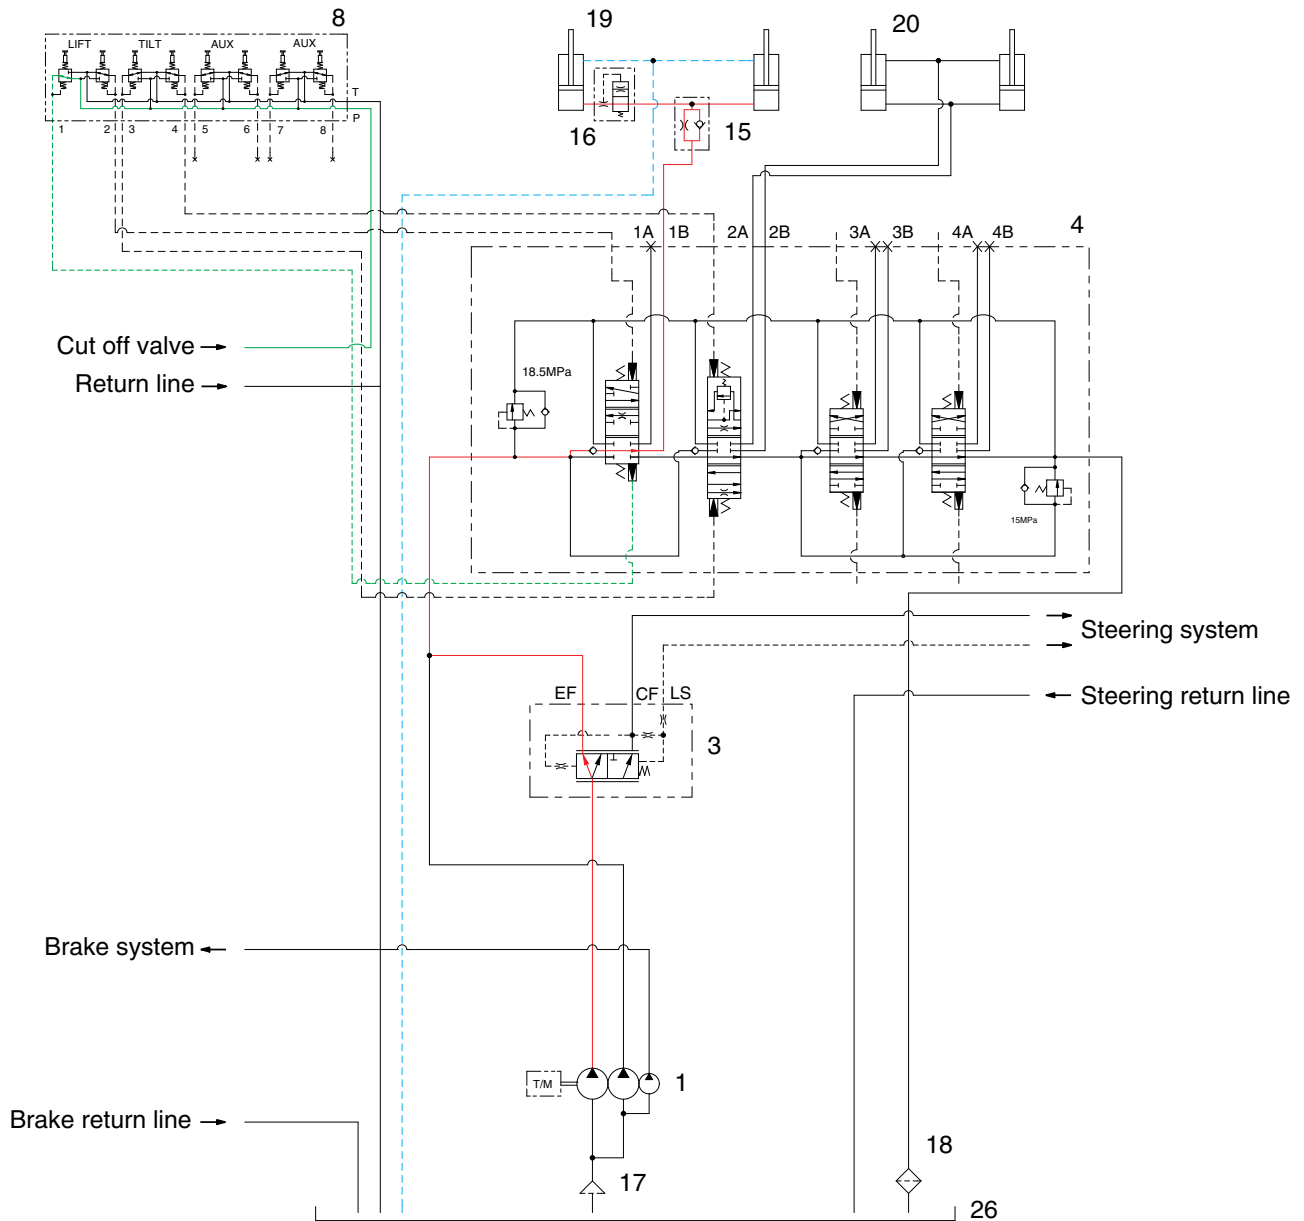 8
19
20
LIFT TILT AUX AUX
T
P
1 2 3 4 5 6 7 8
16
15
1A 1B 2A 2B 3A 3B 4A 4B
4
Cut off valve
Return line
18.5MPa
15MPa
Steering system
EF CF LS
Steering return line
3
Brake system
T/M
1
Brake return line
18
17
26